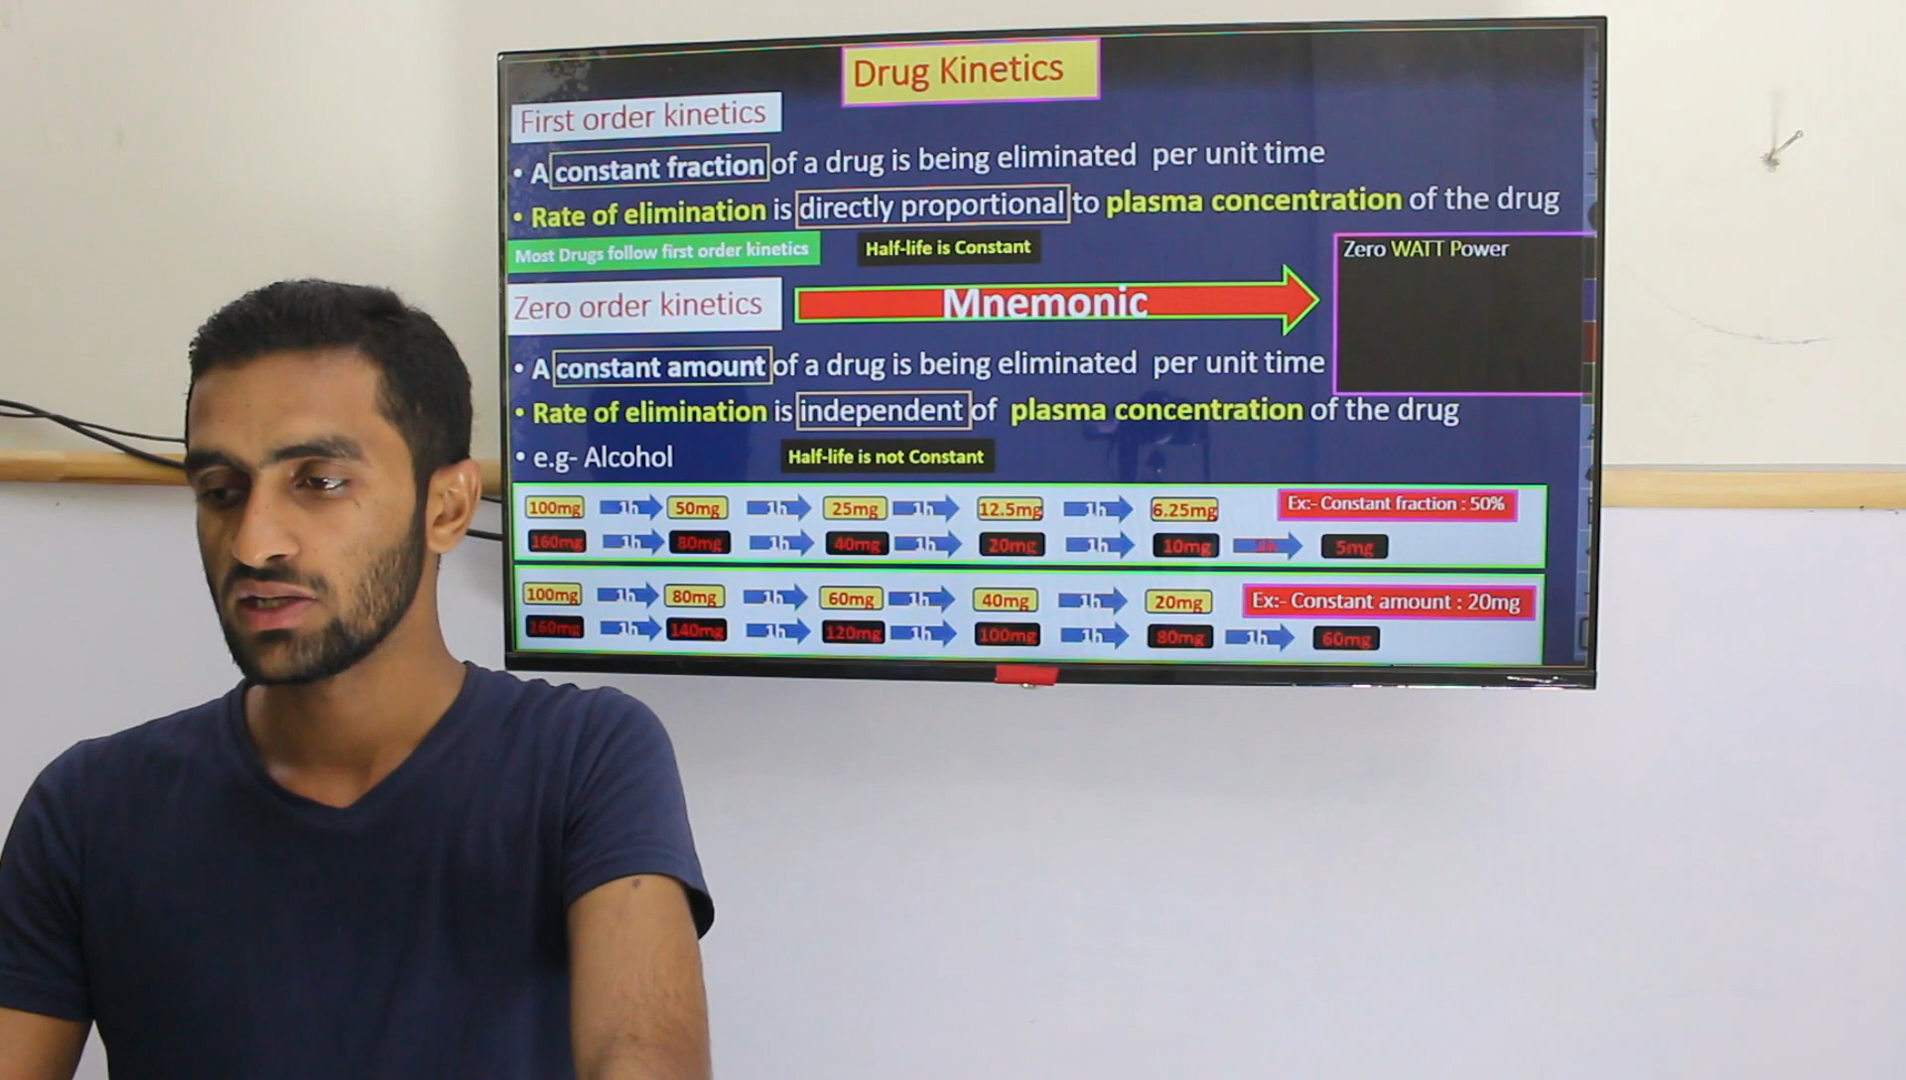 Drug Kinetics
First order kinetics
• A constant fraction of a drug is being eliminated per unit time
• Rate of elimination is directly proportional to plasma concentration of the drug
Most Drugs follow first order kinetics Half-life is Constant
Zero WATT Power
Zero order kinetics Mnemonic
• A constant amount of a drug is being eliminated per unit time
• Rate of elimination is independent of plasma concentration of the drug
• e.g- Alcohol Half-life is not Constant
100mg 1h 50mg 1h 25mg 1h 12.5mg 1h 6.25mg Ex:- Constant fraction : 50%
160mg 1h 80mg 1h 40mg 1h 20mg 1h 10mg 1h 5mg
100mg 1h 80mg 1h 60mg 1h 40mg 1h 20mg Ex:- Constant amount : 20mg
160mg 1h 140mg 1h 120mg 1h 100mg 1h 80mg 1h 60mg